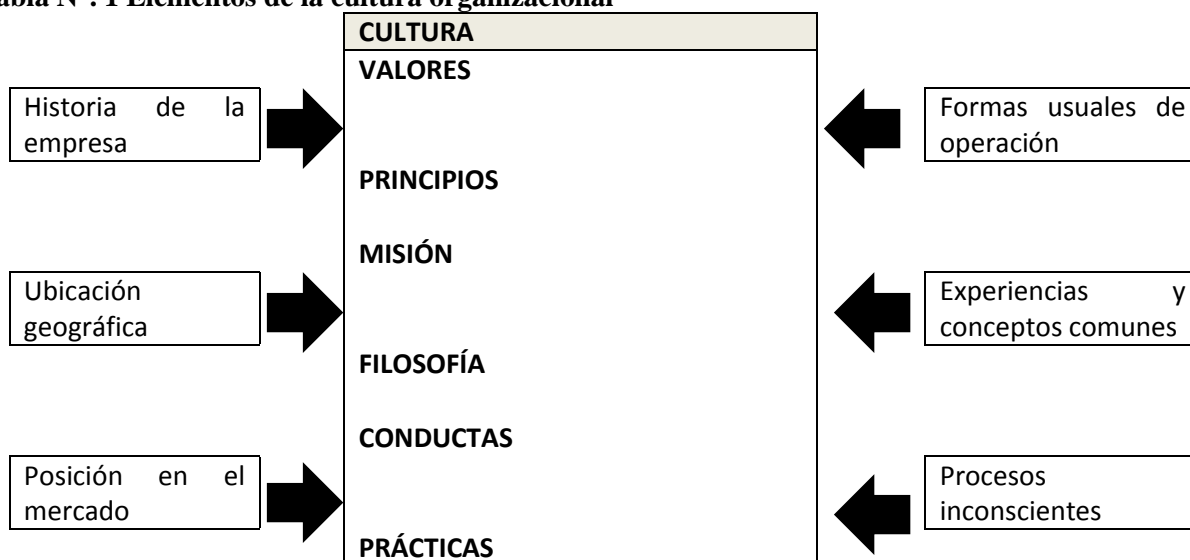 Nº. 1 Elementos de la cultura organizacional
CULTURA
VALORES
Historia de la
empresa
Formas usuales de
operación
PRINCIPIOS
MISIÓN
Ubicación
geográfica
Experiencias y
conceptos comunes
FILOSOFÍA
CONDUCTAS
Posición en el
mercado
Procesos
inconscientes
PRÁCTICAS